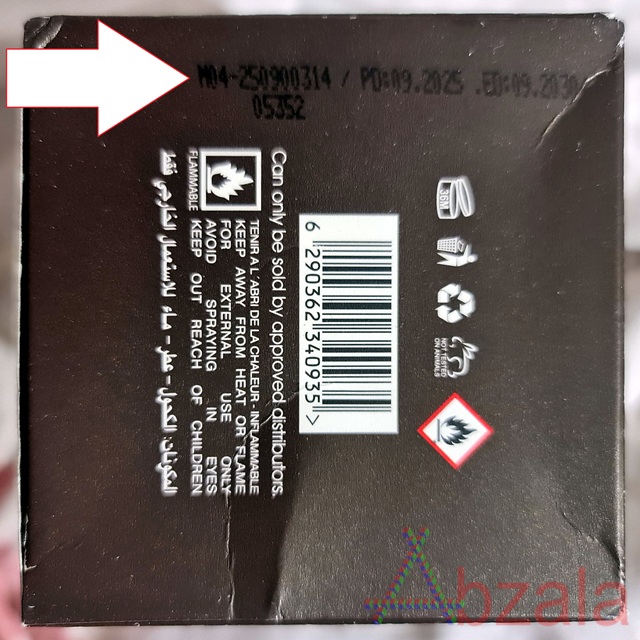 M04-250900314 / PD:09.2025 .ED:09.2030
05352
36M
NOT TESTED
ON ANIMALS
6 290362 340935 >
Can only be sold by approved distributors.
FLAMMABLE
TENIR A L'ABRI DE LA CHALEUR - INFLAMMABLE
KEEP AWAY FROM HEAT OR FLAME
FOR EXTERNAL USE ONLY
AVOID SPRAYING IN EYES
KEEP OUT REACH OF CHILDREN
المكونات: الكحول - عطر - ماء للاستعمال الخارجي فقط
Abzala